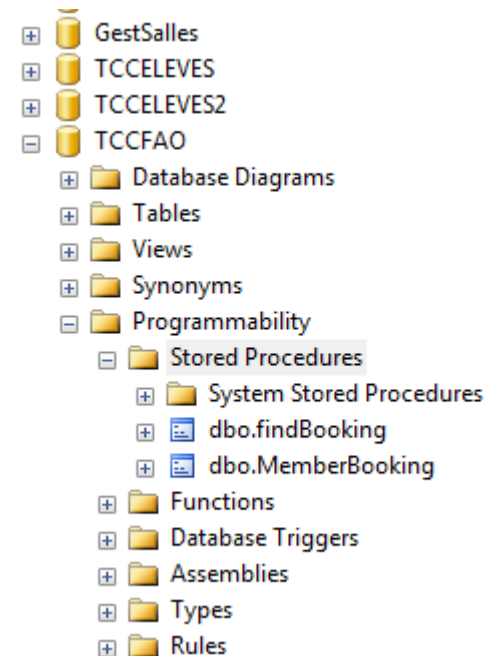 GestSalles
TCCELEVES
TCCELEVES2
TCCFAO
Database Diagrams
Tables
Views
Synonyms
Programmability
Stored Procedures
System Stored Procedures
dbo.findBooking
dbo.MemberBooking
Functions
Database Triggers
Assemblies
Types
Rules